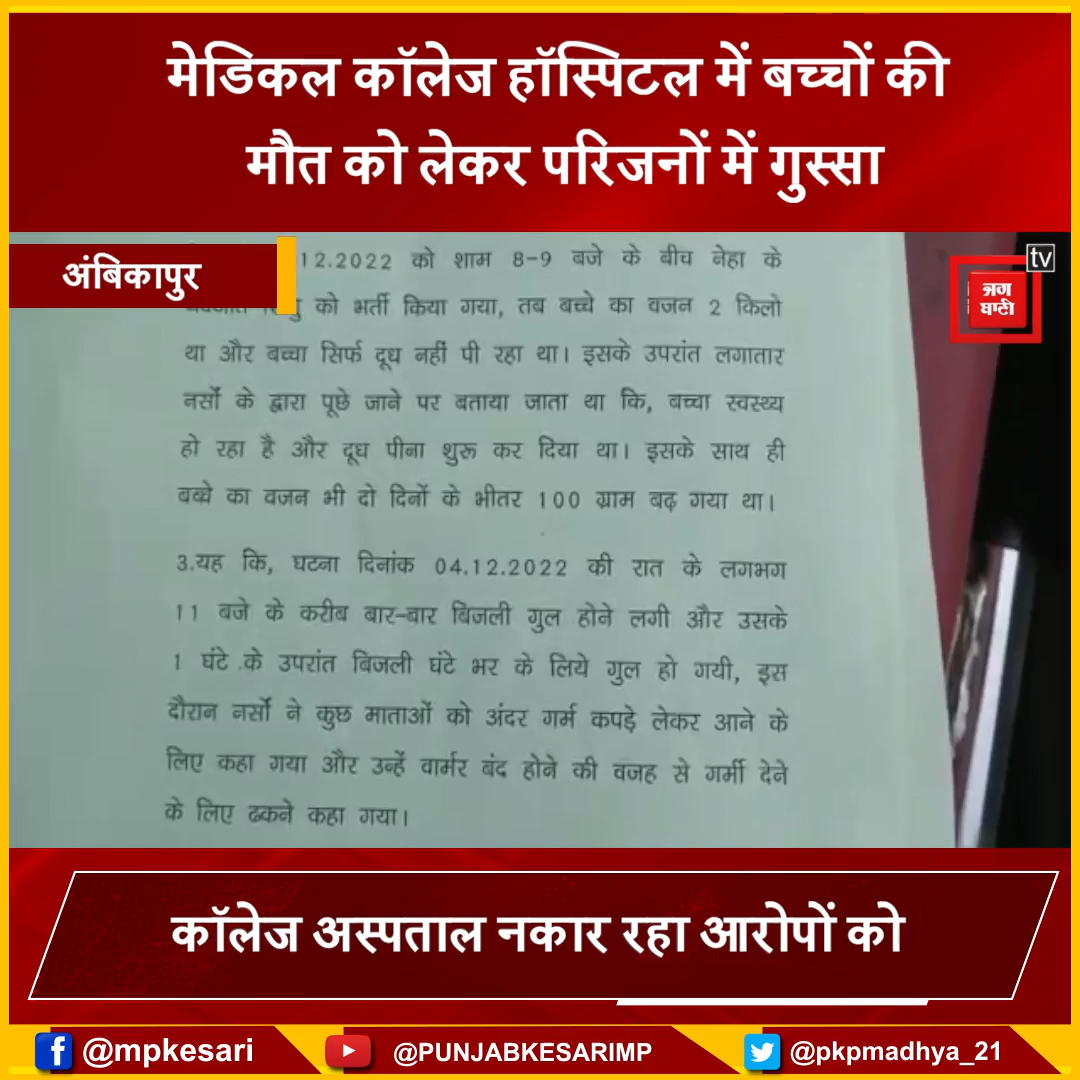 मेडिकल कॉलेज हॉस्पिटल में बच्चों की
मौत को लेकर परिजनों में गुस्सा
अंबिकापुर
tv
जग
बाणी
12.2022 को शाम 8-9 बजे के बीच नेहा के
को भर्ती किया गया, तब बच्चे का वजन 2 किलो
था और बच्चा सिर्फ दूध नहीं पी रहा था। इसके उपरांत लगातार
नर्सों के द्वारा पूछे जाने पर बताया जाता था कि, बच्चा स्वस्थ्य
हो रहा है और दूध पीना शुरू कर दिया था। इसके साथ ही
बच्चे का वजन भी दो दिनों के भीतर 100 ग्राम बढ़ गया था।
3.यह कि, घटना दिनांक 04.12.2022 की रात के लगभग
11 बजे के करीब बार-बार बिजली गुल होने लगी और उसके
1 घंटे के उपरांत बिजली घंटे भर के लिये गुल हो गयी, इस
दौरान नर्सो ने कुछ माताओं को अंदर गर्म कपड़े लेकर आने के
लिए कहा गया और उन्हें वार्मर बंद होने की वजह से गर्मी देने
के लिए ढकने कहा गया।
कॉलेज अस्पताल नकार रहा आरोपों को
@mpkesari
@PUNJABKESARIMP
@pkpmadhya_21